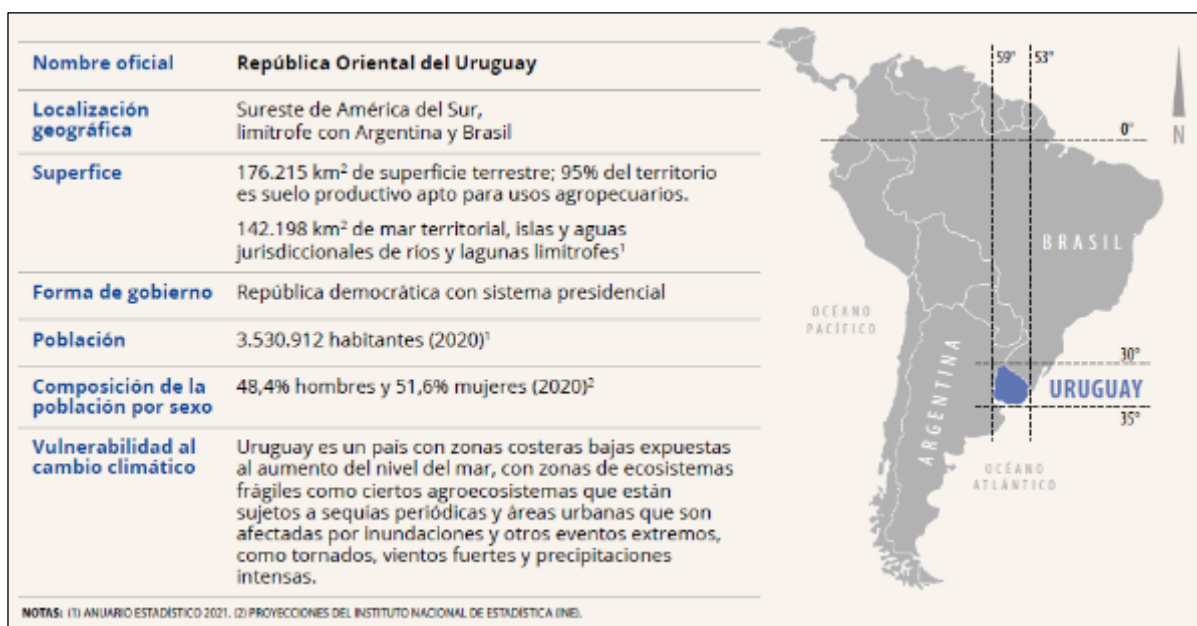 Nombre oficial
República Oriental del Uruguay
Localización
geográfica
Sureste de América del Sur,
limítrofe con Argentina y Brasil
Superfice
176.215 km² de superficie terrestre; 95% del territorio
es suelo productivo apto para usos agropecuarios.
142.198 km² de mar territorial, islas y aguas
jurisdiccionales de ríos y lagunas limítrofes¹
Forma de gobierno
República democrática con sistema presidencial
Población
3.530.912 habitantes (2020)¹
Composición de la
población por sexo
48,4% hombres y 51,6% mujeres (2020)²
Vulnerabilidad al
cambio climático
Uruguay es un país con zonas costeras bajas expuestas
al aumento del nivel del mar, con zonas de ecosistemas
frágiles como ciertos agroecosistemas que están
sujetos a sequias periódicas y áreas urbanas que son
afectadas por inundaciones y otros eventos extremos,
como tornados, vientos fuertes y precipitaciones
intensas.
NOTAS: (1) ANUARIO ESTADÍSTICO 2021. (2) PROYECCIONES DEL INSTITUTO NACIONAL DE ESTADÍSTICA (INE).
59° 53°
0°
N
BRASIL
OCÉANO
PACÍFICO
ARGENTINA
30°
URUGUAY
35°
OCÉANO
ATLÁNTICO